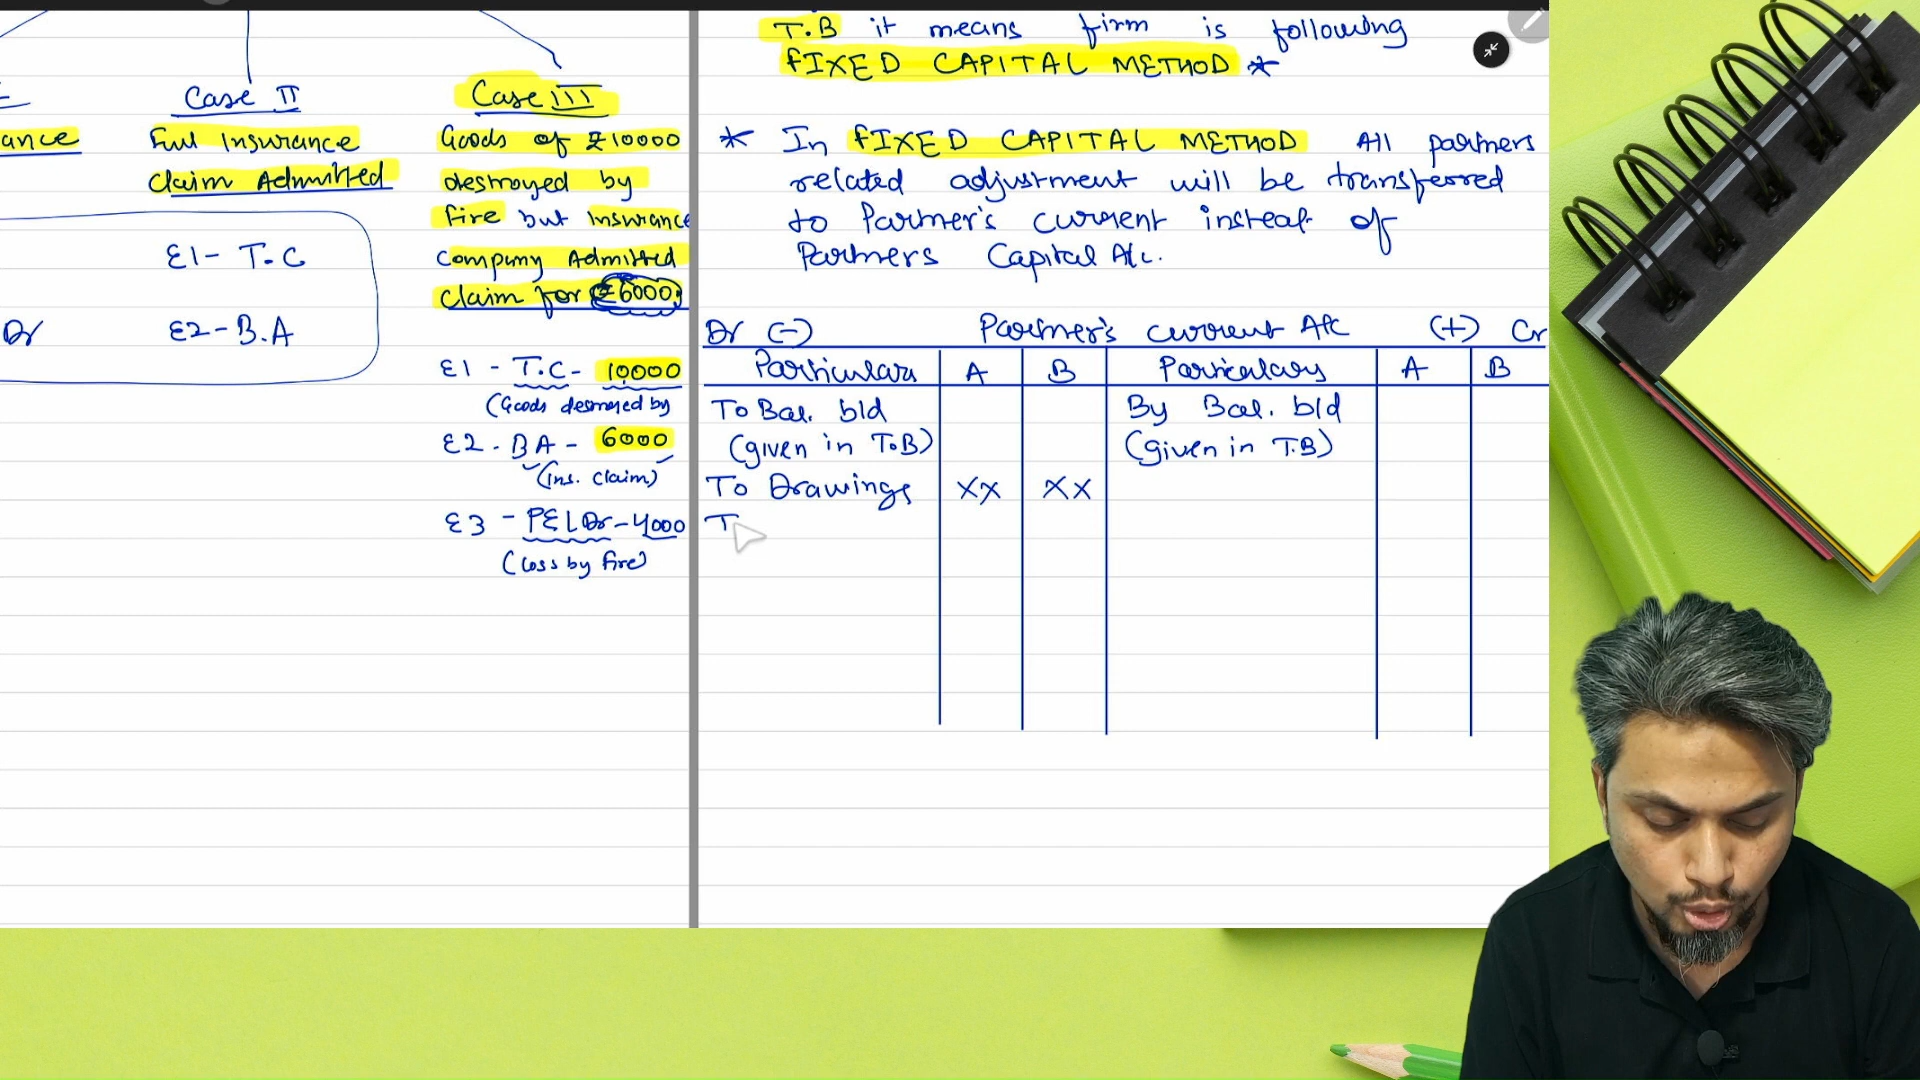 Case II
Full Insurance
Claim Admitted
ance
E1 - T.C
Dr
E2 - B.A
Case III
Goods of ₹10000
destroyed by
fire but insurance
company Admitted
claim for ₹6000
E1 - T.C - 10,000
(Goods destroyed by
E2 - BA - 6000
(ins. claim)
E3 - P&L Dr - 4000
(Loss by fire)
T.B it means firm is following
FIXED CAPITAL METHOD *
* In FIXED CAPITAL METHOD All partners
related adjustment will be transferred
to Partner's current instead of
Partners Capital A/c.
Dr (-) Partner's current A/c (+) Cr
Particulars A B Particulars A B
To Bal. b/d By Bal. b/d
(given in T.B) (given in T.B)
To Drawings XX XX
T